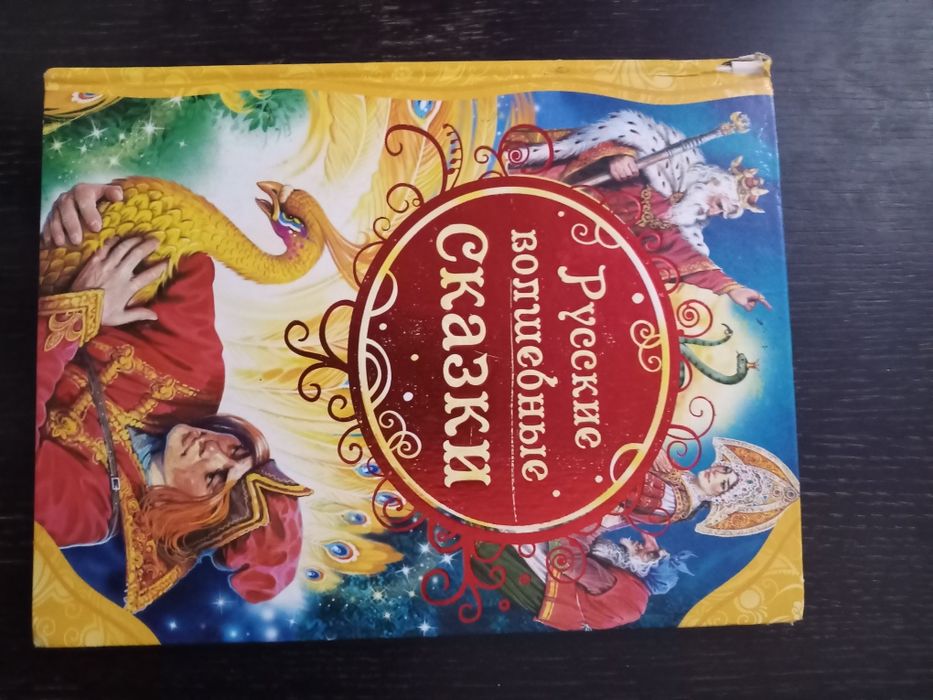 Русские
волшебные
сказки